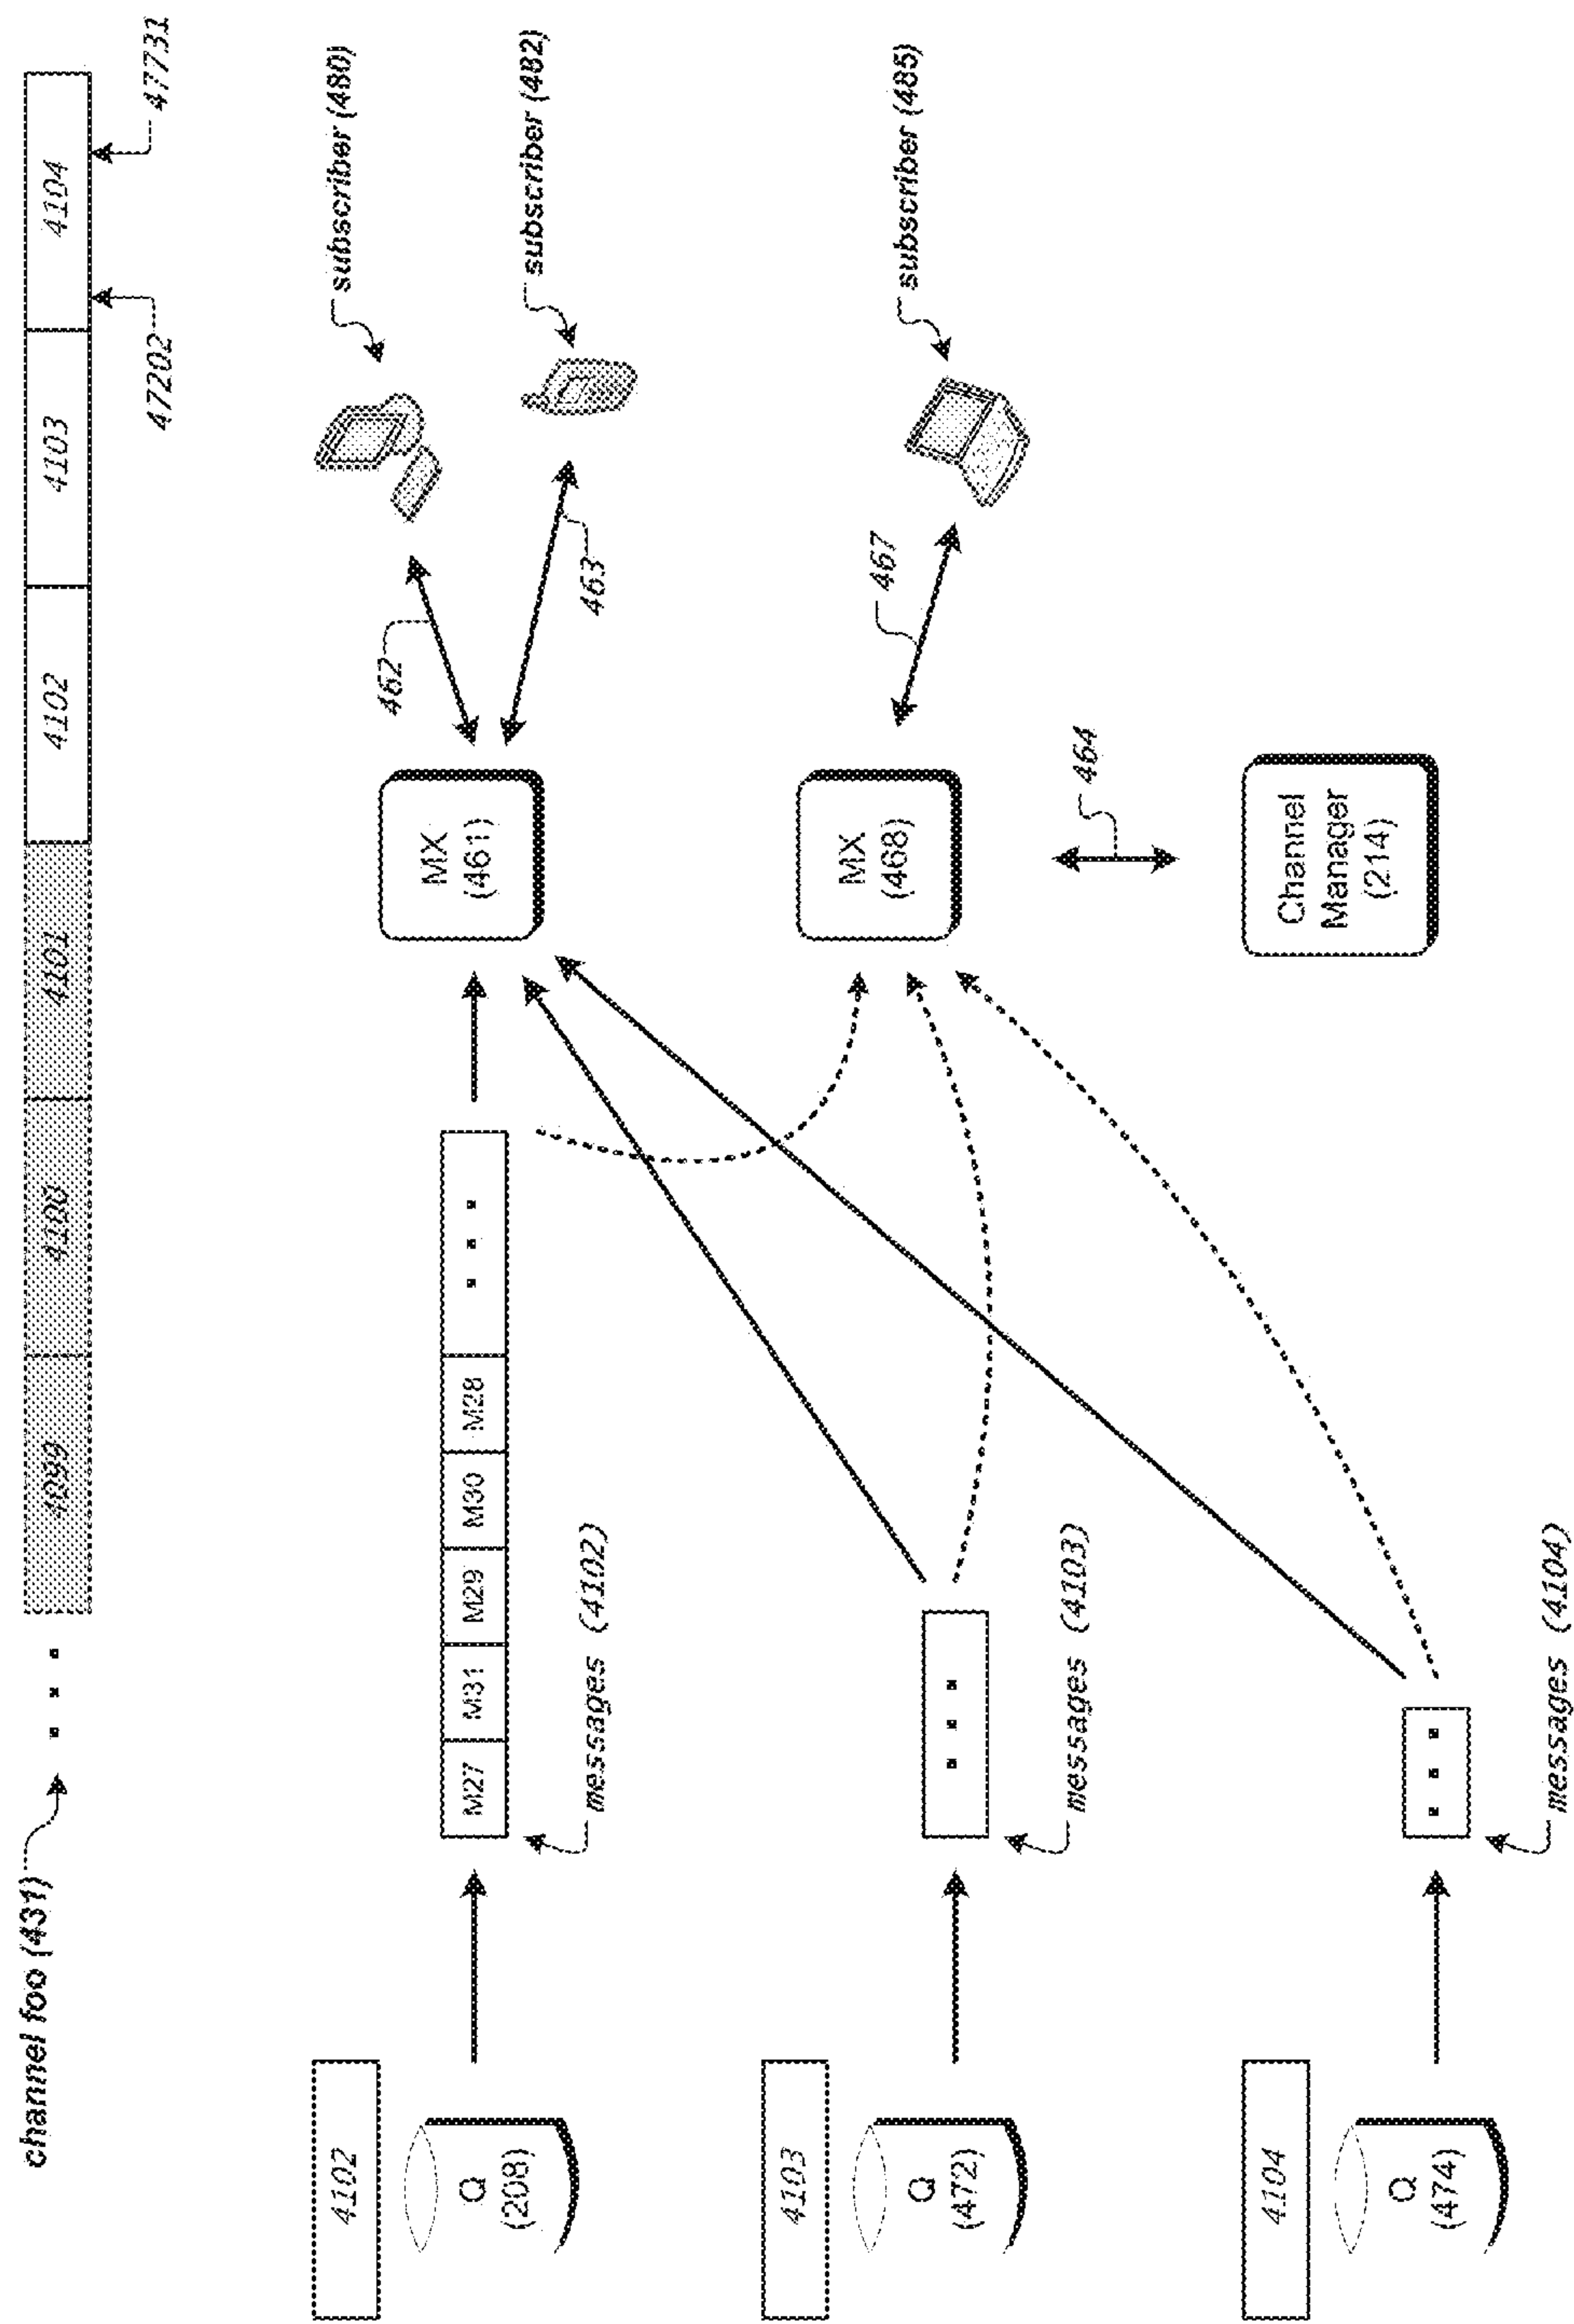 channel foo (431)
4099
4100
4101
4102
4103
4104
47202
47731
4102
Q
(208)
M27
M31
M29
M30
M28
messages (4102)
MX
(461)
462
463
subscriber (480)
subscriber (482)
4103
Q
(472)
messages (4103)
MX
(468)
467
subscriber (485)
464
4104
Q
(474)
messages (4104)
Channel
Manager
(214)